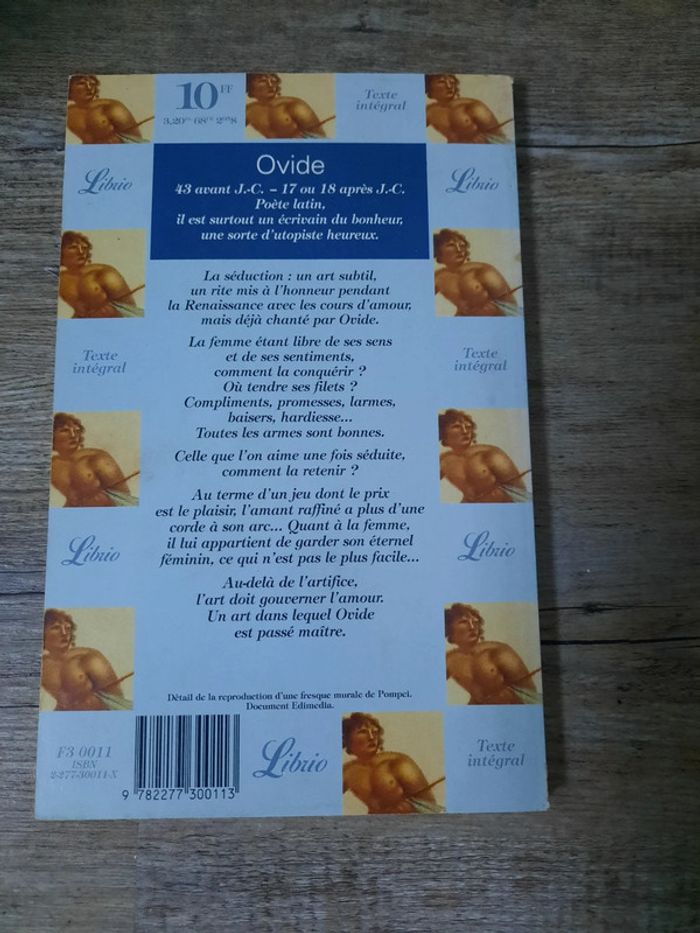 10 FF
Texte
intégral
Librio
Ovide
43 avant J.-C. – 17 ou 18 après J.-C.
Poète latin,
il est surtout un écrivain du bonheur,
une sorte d'utopiste heureux.
Librio
La séduction : un art subtil,
un rite mis à l'honneur pendant
la Renaissance avec les cours d'amour,
mais déjà chanté par Ovide.
Texte
intégral
La femme étant libre de ses sens
et de ses sentiments,
comment la conquérir ?
Où tendre ses filets ?
Compliments, promesses, larmes,
baisers, hardiesse...
Toutes les armes sont bonnes.
Texte
intégral
Celle que l'on aime une fois séduite,
comment la retenir ?
Librio
Au terme d'un jeu dont le prix
est le plaisir, l'amant raffiné a plus d'une
corde à son arc... Quant à la femme,
il lui appartient de garder son éternel
féminin, ce qui n'est pas le plus facile...
Librio
Au-delà de l'artifice,
l'art doit gouverner l'amour.
Un art dans lequel Ovide
est passé maître.
Détail de la reproduction d'une fresque murale de Pompei.
Document Edimedia.
F3 0011
ISBN
2-277-30011-X
9 782277 300113
Librio
Texte
intégral